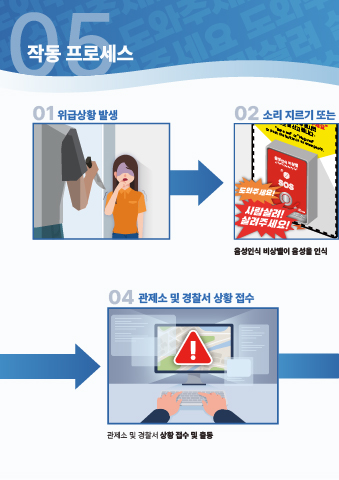 05
작동 프로세스
01 위급상황 발생
02 소리 지르기 또는
SOS
도와주세요!
사람살려!
살려주세요!
음성인식 비상벨이 음성을 인식
04 관제소 및 경찰서 상황 접수
관제소 및 경찰서 상황 접수 및 출동